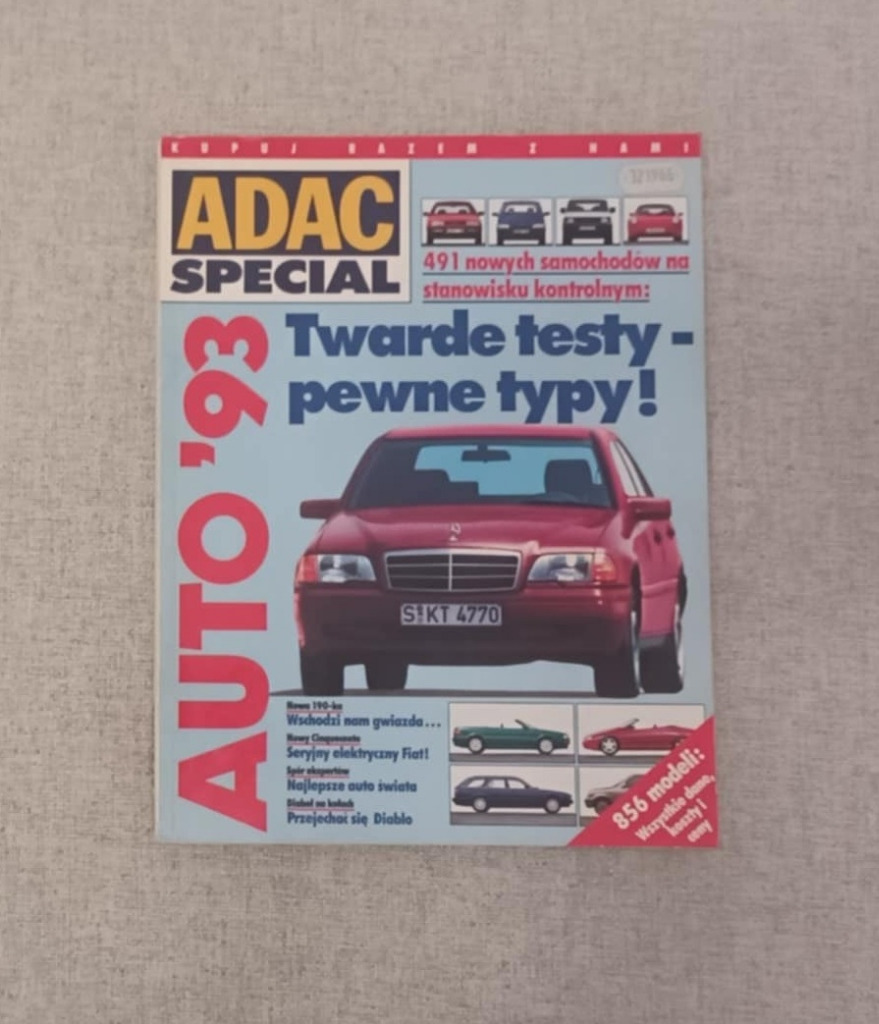 KUPUJ RAZEM Z NAMI
ADAC
SPECIAL
491 nowych samochodów na
stanowisku kontrolnym:
AUTO '93
Twarde testy -
pewne typy!
S KT 4770
Nowa 190-ka
Wschodzi nam gwiazda...
Nowy Cinquecento
Seryjny elektryczny Fiat!
Spór ekspertów
Najlepsze auto świata
Diabeł na kołach
Przejechać się Diablo
856 modeli:
Wszystkie dane,
koszty i
ceny